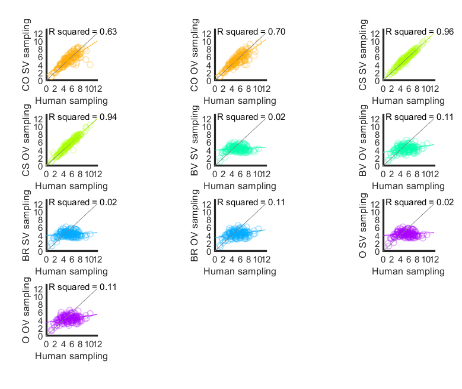 R squared = 0.63
CO SV sampling
12
10
8
6
4
2
0
0 2 4 6 8 1012
Human sampling
R squared = 0.70
CO OV sampling
12
10
8
6
4
2
0
0 2 4 6 8 1012
Human sampling
R squared = 0.96
CS SV sampling
12
10
8
6
4
2
0
0 2 4 6 8 1012
Human sampling
R squared = 0.94
CS OV sampling
12
10
8
6
4
2
0
0 2 4 6 8 1012
Human sampling
R squared = 0.02
BV SV sampling
12
10
8
6
4
2
0
0 2 4 6 8 1012
Human sampling
R squared = 0.11
BV OV sampling
12
10
8
6
4
2
0
0 2 4 6 8 1012
Human sampling
R squared = 0.02
BR SV sampling
12
10
8
6
4
2
0
0 2 4 6 8 1012
Human sampling
R squared = 0.11
BR OV sampling
12
10
8
6
4
2
0
0 2 4 6 8 1012
Human sampling
R squared = 0.02
O SV sampling
12
10
8
6
4
2
0
0 2 4 6 8 1012
Human sampling
R squared = 0.11
O OV sampling
12
10
8
6
4
2
0
0 2 4 6 8 1012
Human sampling